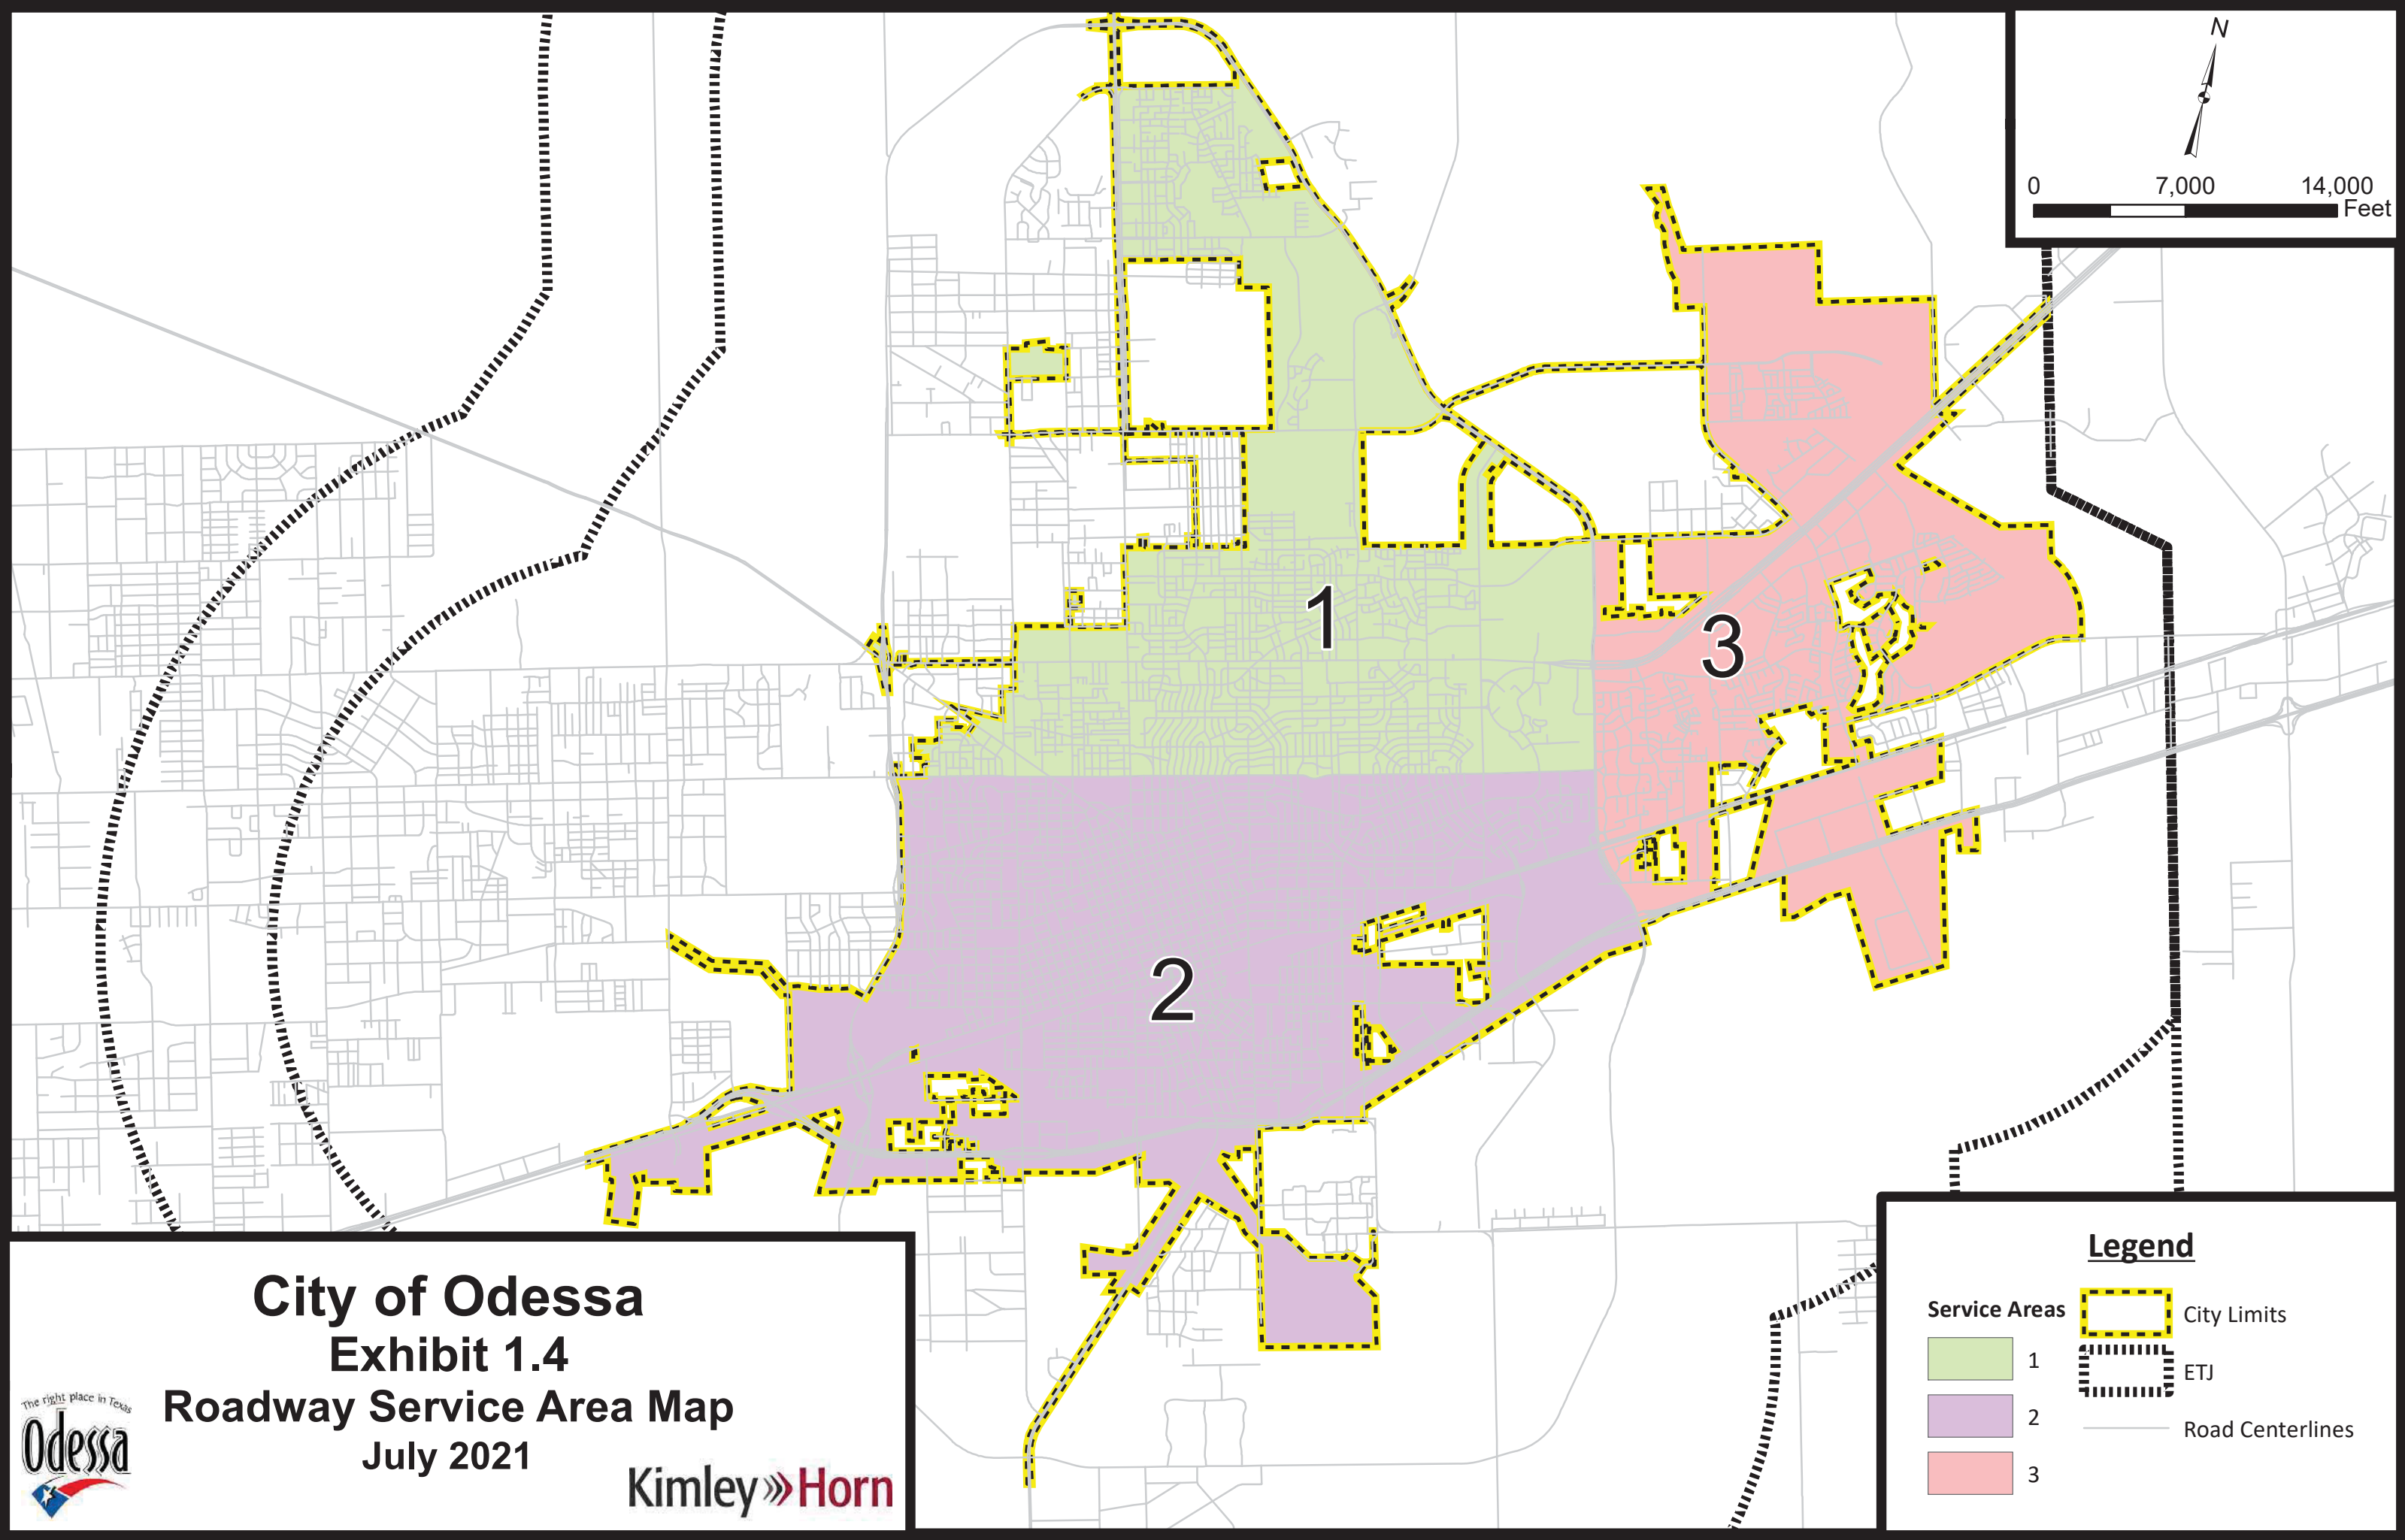 N
0 7,000 14,000
Feet
1
3
2
City of Odessa
Exhibit 1.4
Roadway Service Area Map
July 2021
The right place in Texas
Odessa
Kimley Horn
Legend
Service Areas
1
2
3
City Limits
ETJ
Road Centerlines